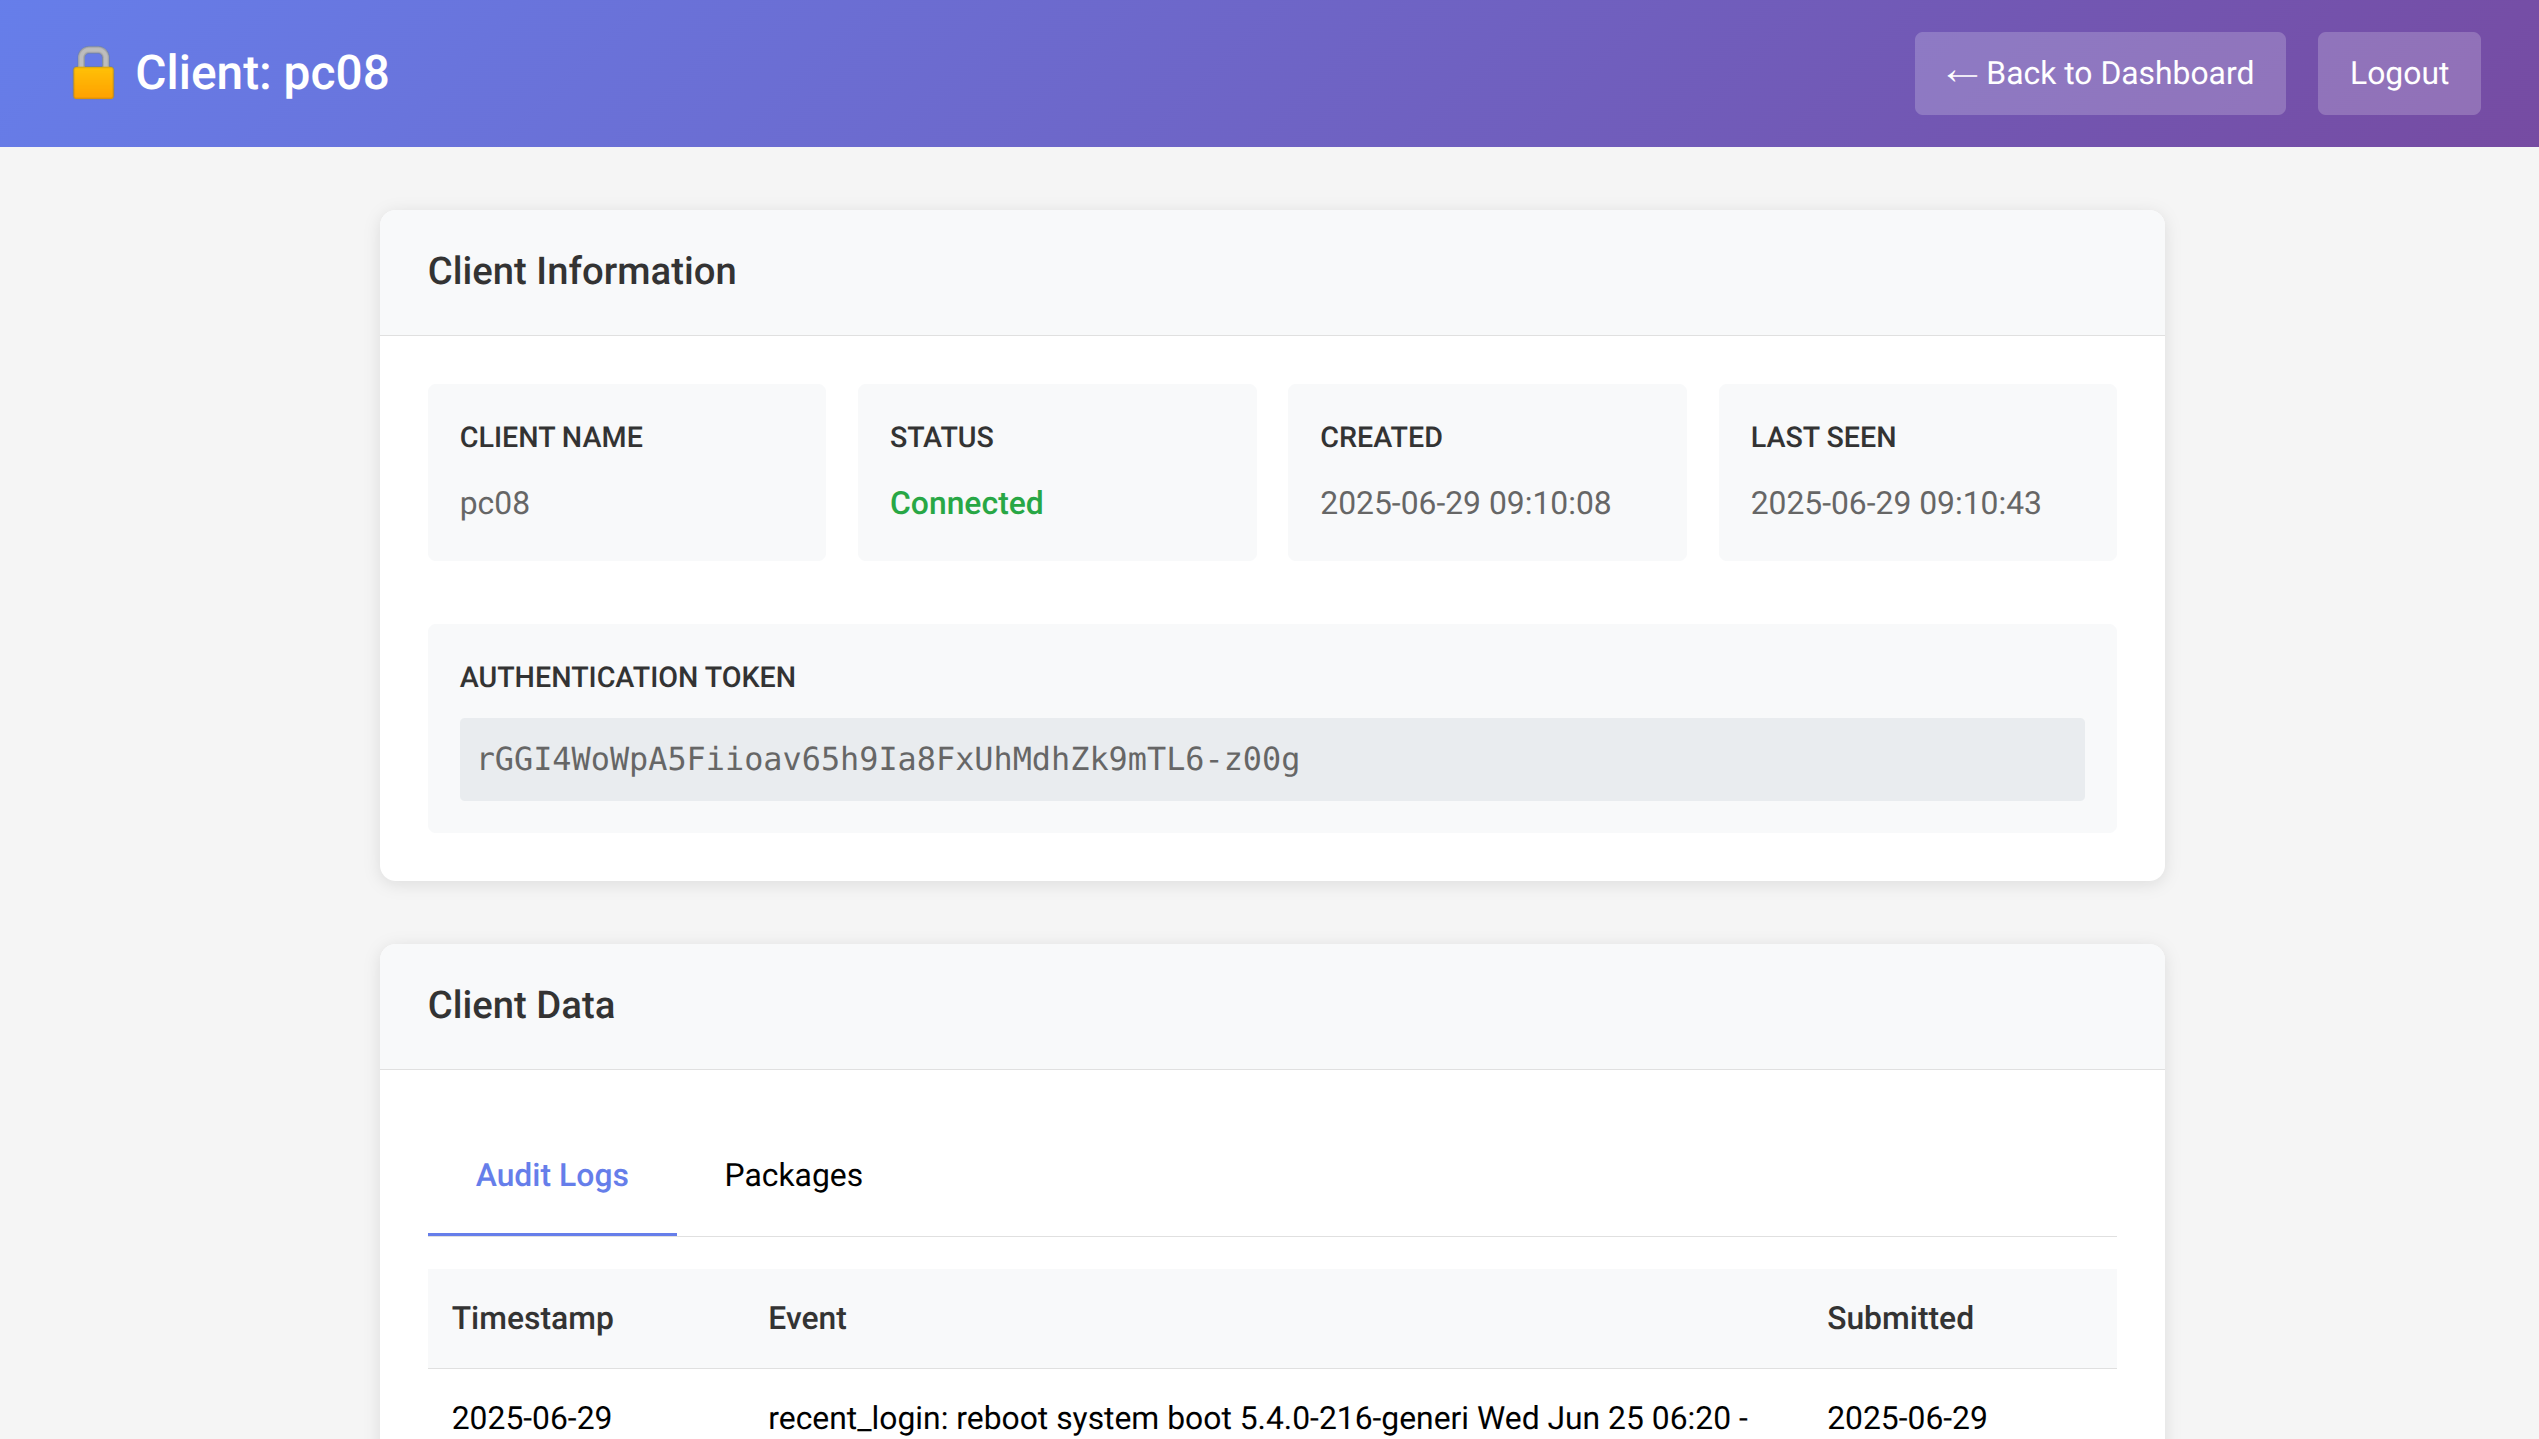 Client: pc08
← Back to Dashboard
Logout
Client Information
CLIENT NAME
pc08
STATUS
Connected
CREATED
2025-06-29 09:10:08
LAST SEEN
2025-06-29 09:10:43
AUTHENTICATION TOKEN
rGGI4WoWpA5Fiioav65h9Ia8FxUhMdhZk9mTL6-z00g
Client Data
Audit Logs
Packages
Timestamp
Event
Submitted
2025-06-29
recent_login: reboot system boot 5.4.0-216-generi Wed Jun 25 06:20 -
2025-06-29